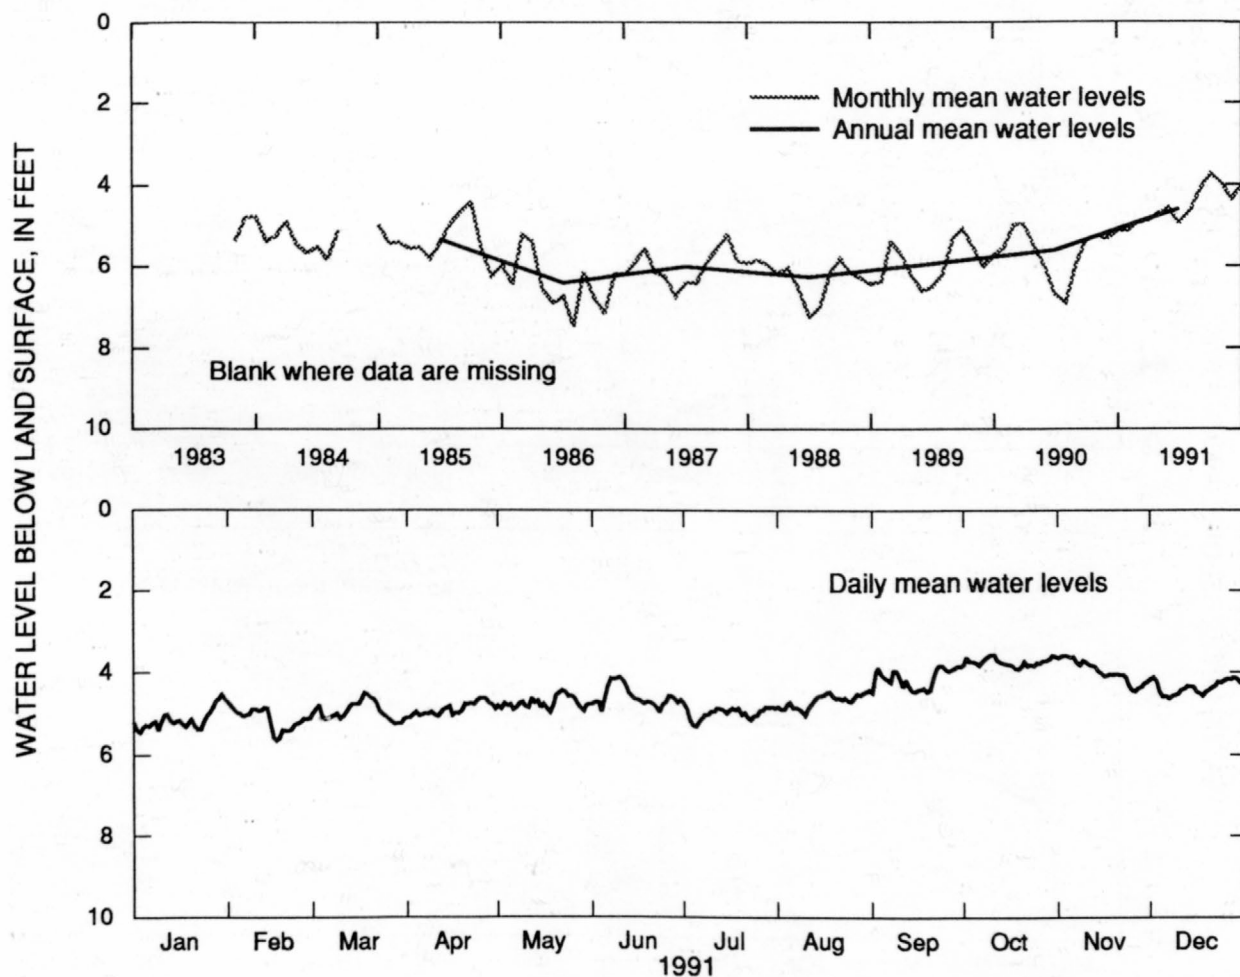 WATER LEVEL BELOW LAND SURFACE, IN FEET
0
2
4
6
8
10
Monthly mean water levels
Annual mean water levels
Blank where data are missing
1983 1984 1985 1986 1987 1988 1989 1990 1991
0
2
4
6
8
10
Daily mean water levels
Jan Feb Mar Apr May Jun Jul Aug Sep Oct Nov Dec
1991